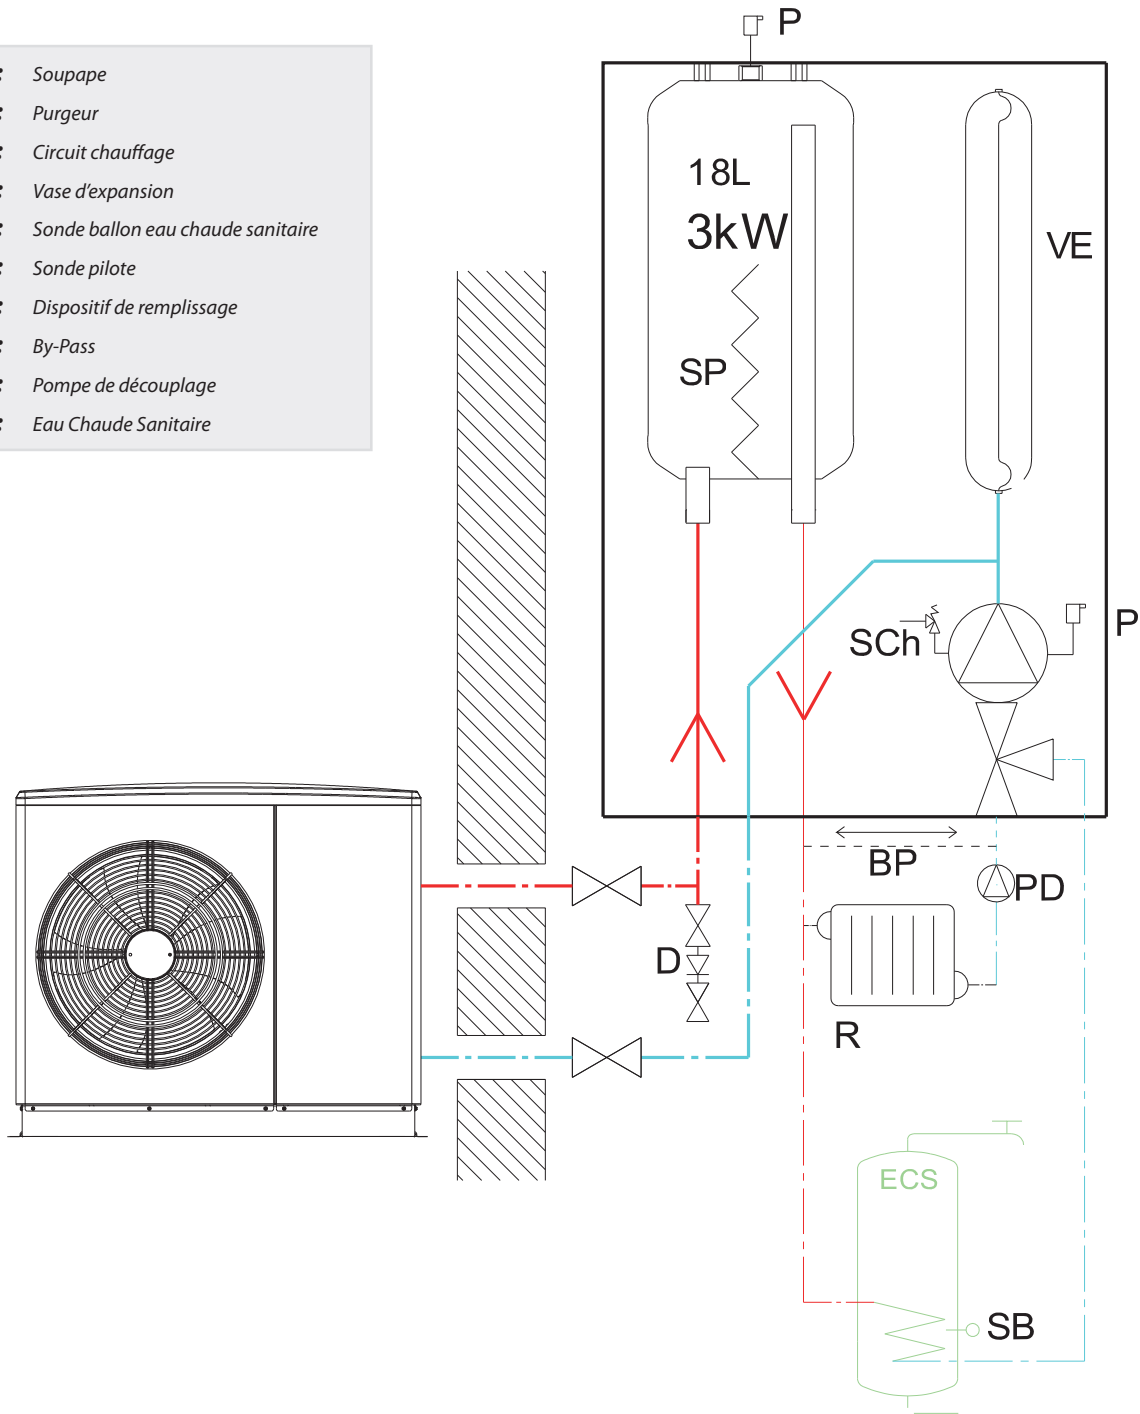 P
: Soupape
: Purgeur
: Circuit chauffage
: Vase d'expansion
: Sonde ballon eau chaude sanitaire
: Sonde pilote
: Dispositif de remplissage
: By-Pass
: Pompe de découplage
: Eau Chaude Sanitaire
18L
3kW
VE
SP
SCh
P
BP
PD
D
R
ECS
SB